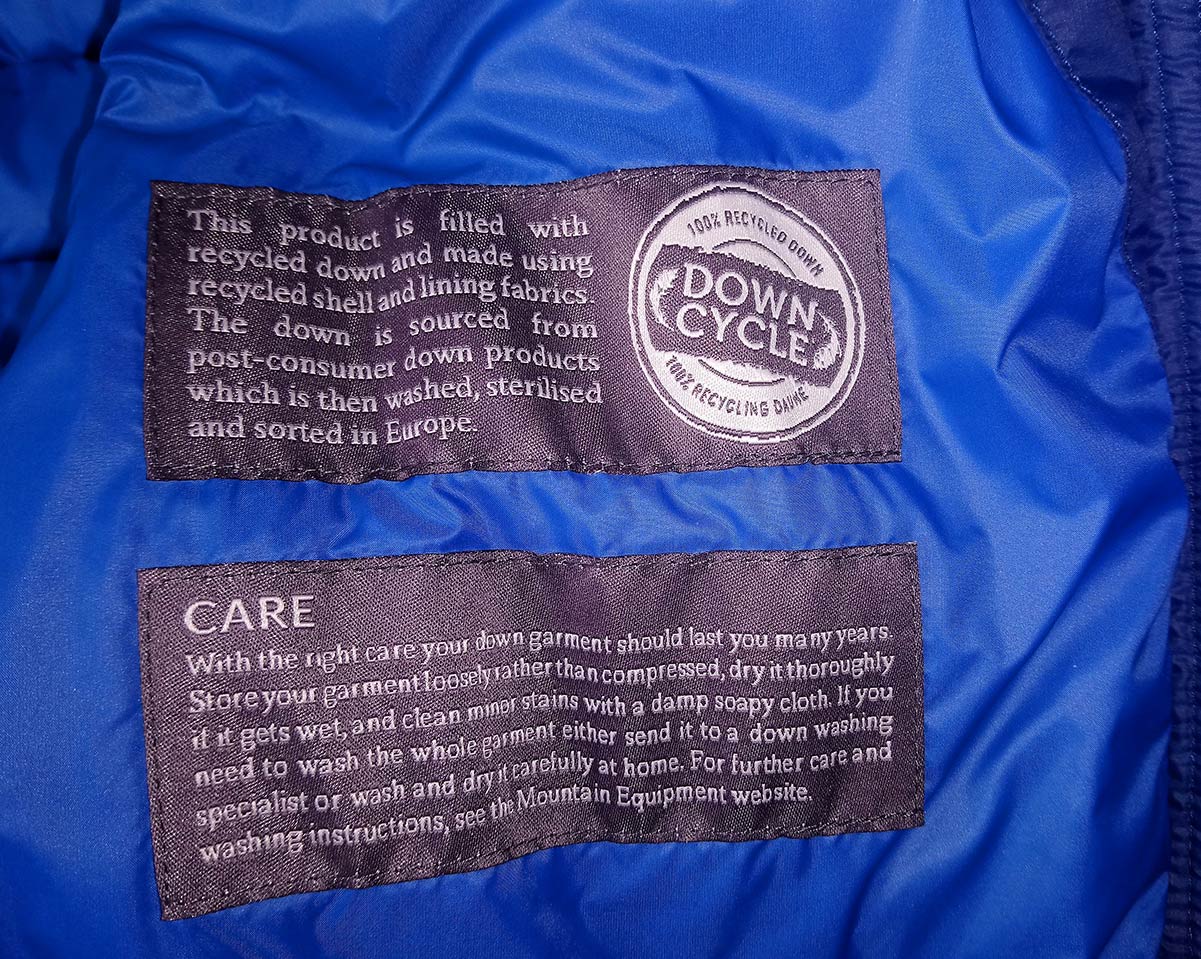 This product is filled with
recycled down and made using
recycled shell and lining fabrics.
The down is sourced from
post-consumer down products
which is then washed, sterilised
and sorted in Europe.
100% RECYCLED DOWN
DOWN
CYCLE
100% RECYCLING DAUNE
CARE
With the right care your down garment should last you many years.
Store your garment loosely rather than compressed, dry it thoroughly
if it gets wet, and clean minor stains with a damp soapy cloth. If you
need to wash the whole garment either send it to a down washing
specialist or wash and dry it carefully at home. For further care and
washing instructions, see the Mountain Equipment website.